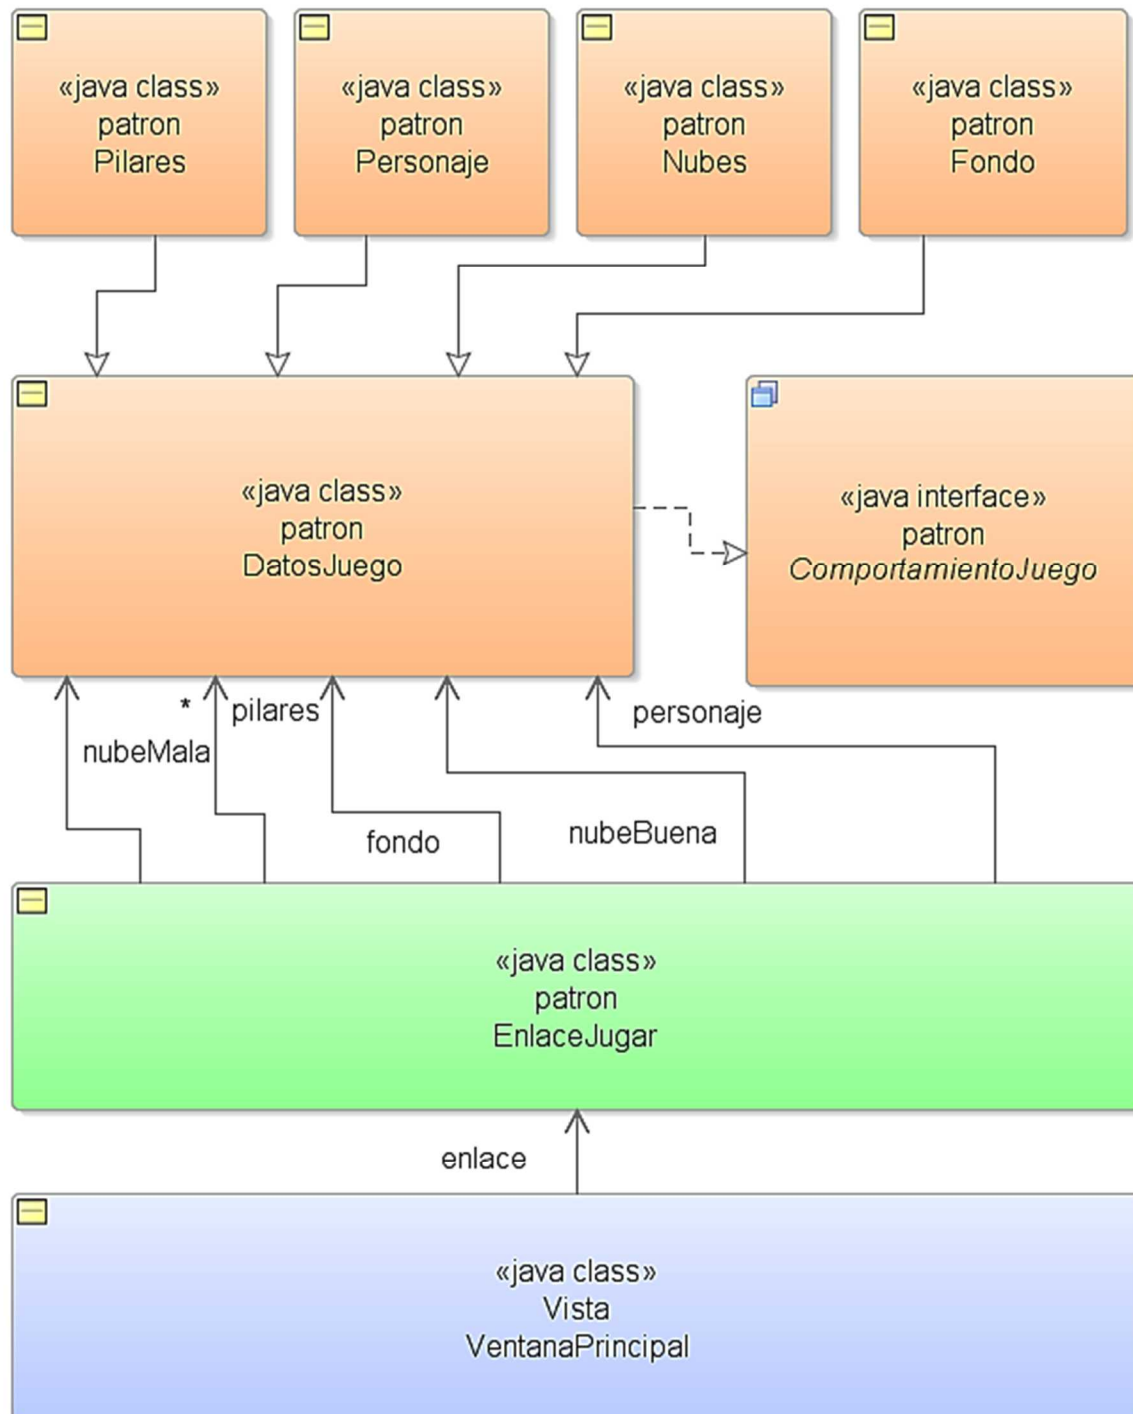 «java class»
patron
Pilares
«java class»
patron
Personaje
«java class»
patron
Nubes
«java class»
patron
Fondo
«java class»
patron
DatosJuego
«java interface»
patron
ComportamientoJuego
*
pilares
personaje
nubeMala
fondo
nubeBuena
«java class»
patron
EnlaceJugar
enlace
«java class»
Vista
VentanaPrincipal